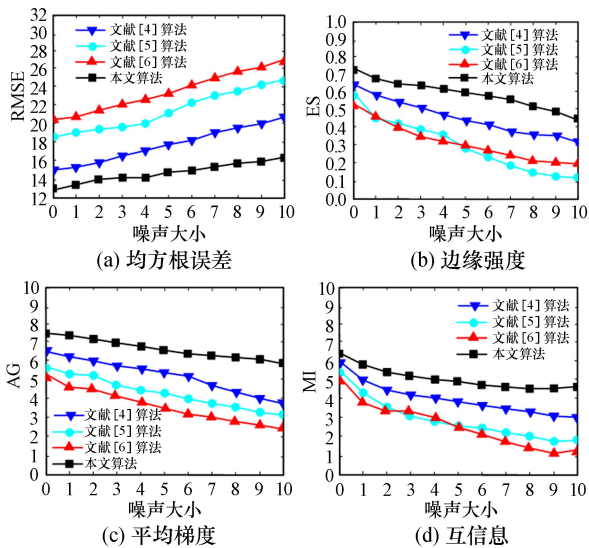 32
30
28
26
24
22
20
18
16
14
12
RMSE
文献[4]算法
文献[5]算法
文献[6]算法
本文算法
0 1 2 3 4 5 6 7 8 9 10
噪声大小
(a) 均方根误差
1.0
0.9
0.8
0.7
0.6
0.5
0.4
0.3
0.2
0.1
0.0
ES
文献[4]算法
文献[5]算法
文献[6]算法
本文算法
0 1 2 3 4 5 6 7 8 9 10
噪声大小
(b) 边缘强度
10
9
8
7
6
5
4
3
2
1
0
AG
文献[4]算法
文献[5]算法
文献[6]算法
本文算法
0 1 2 3 4 5 6 7 8 9 10
噪声大小
(c) 平均梯度
10
9
8
7
6
5
4
3
2
1
0
MI
文献[4]算法
文献[5]算法
文献[6]算法
本文算法
0 1 2 3 4 5 6 7 8 9 10
噪声大小
(d) 互信息